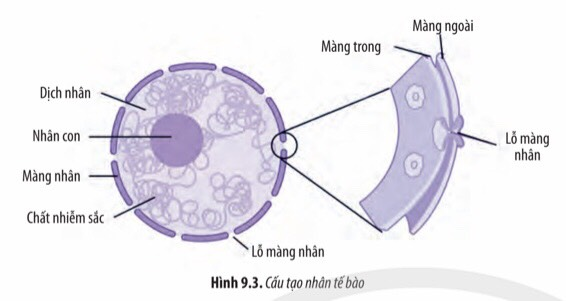 Màng ngoài
Màng trong
Dịch nhân
Nhân con
Màng nhân
Chất nhiễm sắc
Lỗ màng nhân
Lỗ màng
nhân
Hình 9.3. Cấu tạo nhân tế bào